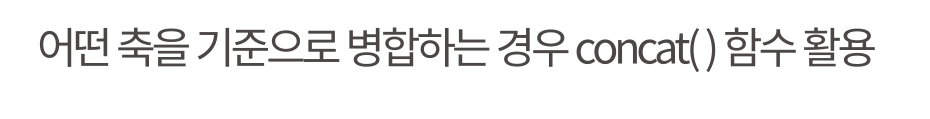 어떤 축을 기준으로 병합하는 경우 concat( ) 함수 활용